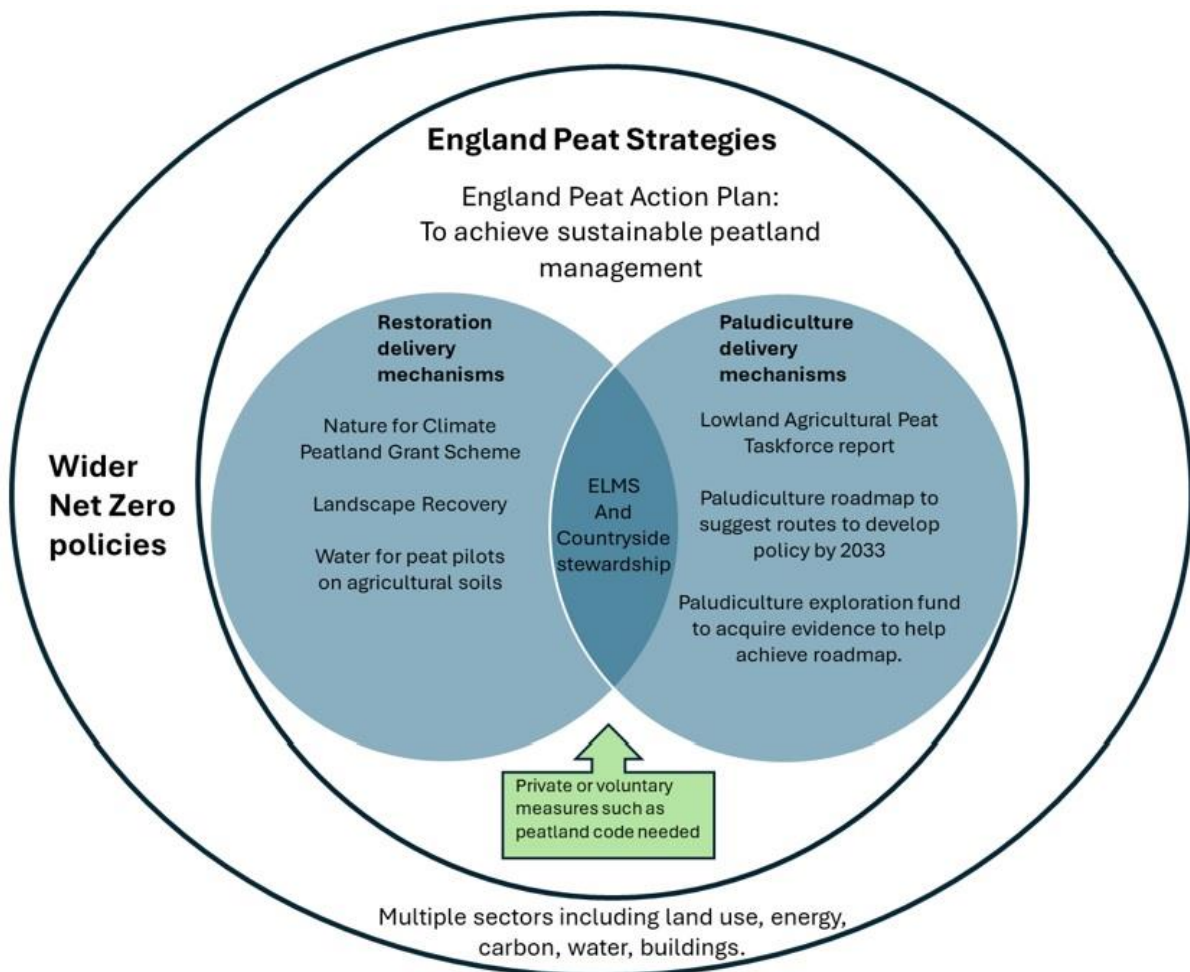 England Peat Strategies
England Peat Action Plan:
To achieve sustainable peatland
management
Wider
Net Zero
policies
Restoration
delivery
mechanisms
Nature for Climate
Peatland Grant Scheme
Landscape Recovery
Water for peat pilots
on agricultural soils
ELMS
And
Countryside
stewardship
Paludiculture
delivery
mechanisms
Lowland Agricultural Peat
Taskforce report
Paludiculture roadmap to
suggest routes to develop
policy by 2033
Paludiculture exploration fund
to acquire evidence to help
achieve roadmap.
Private or voluntary
measures such as
peatland code needed
Multiple sectors including land use, energy,
carbon, water, buildings.